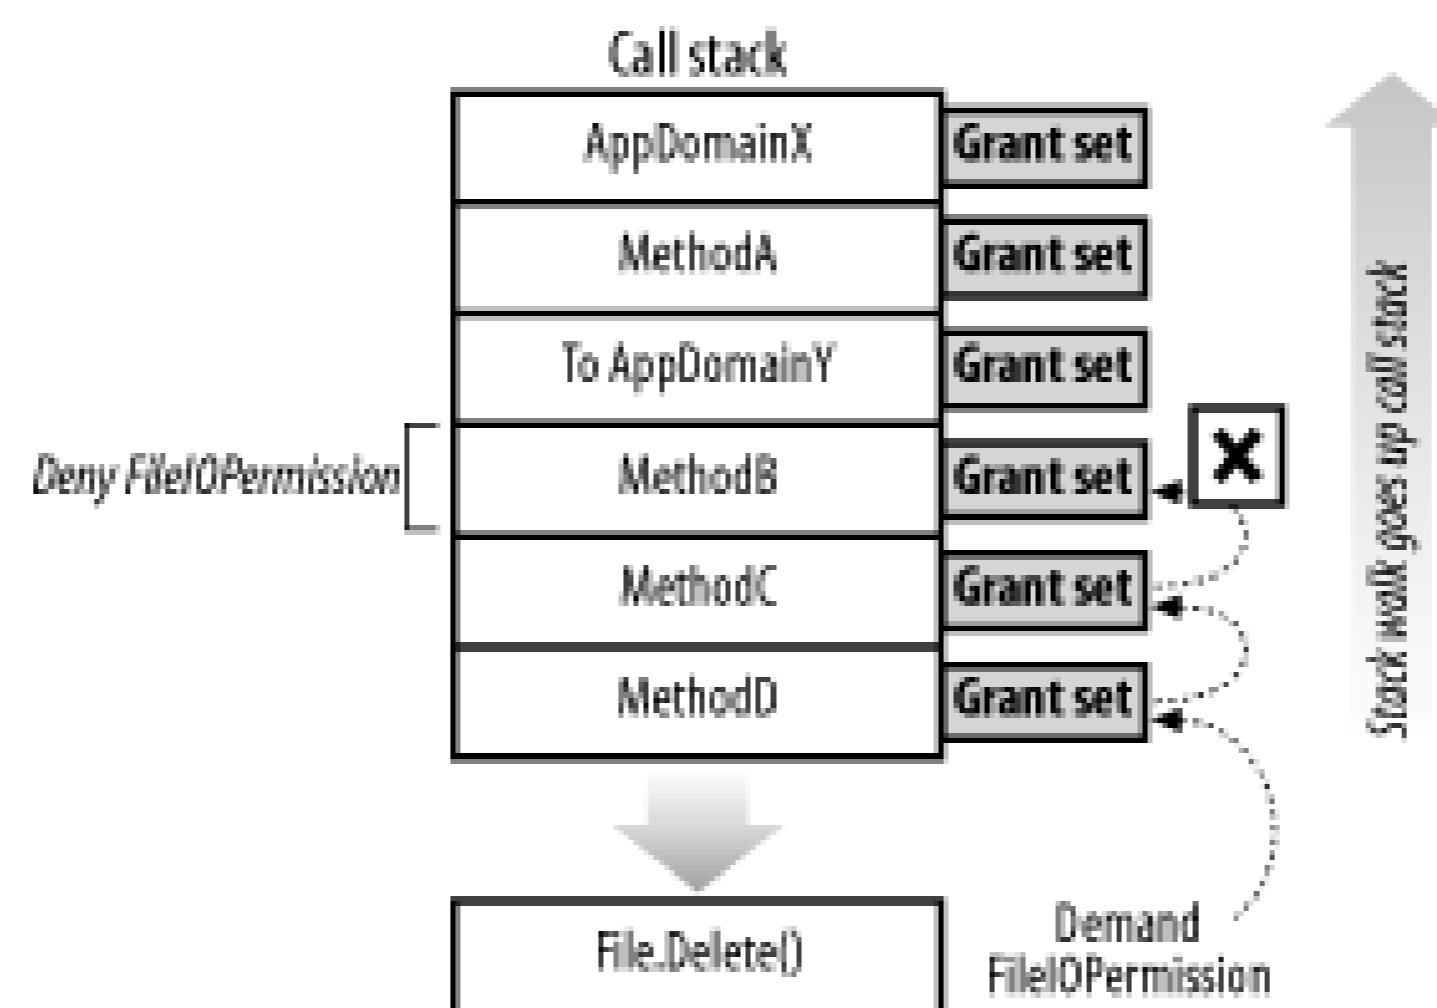 Call stack
AppDomainX
Grant set
MethodA
Grant set
To AppDomainY
Grant set
Deny FileIOPermission
MethodB
Grant set
MethodC
Grant set
MethodD
Grant set
Stack walk goes up call stack
File.Delete()
Demand
FileIOPermission